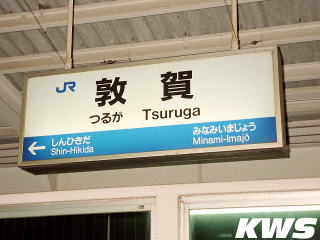 JR 敦賀
つるが Tsuruga
しんひきだ みなみいまじょう
← Shin-Hikida Minami-Imajō
KWS